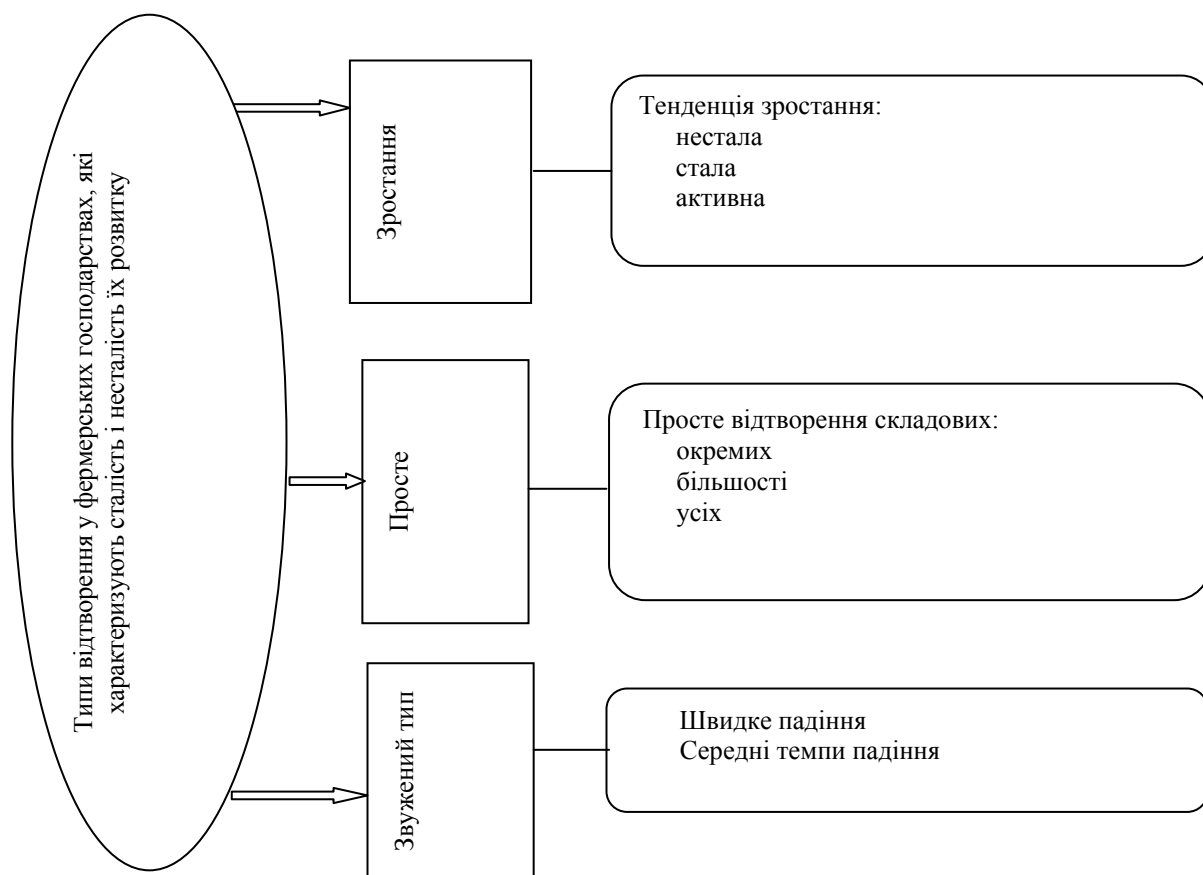 Типи відтворення у фермерських господарствах, які
характеризують сталість і несталість їх розвитку
Зростання
Тенденція зростання:
нестала
стала
активна
Просте
Просте відтворення складових:
окремих
більшості
усіх
Звужений тип
Швидке падіння
Середні темпи падіння